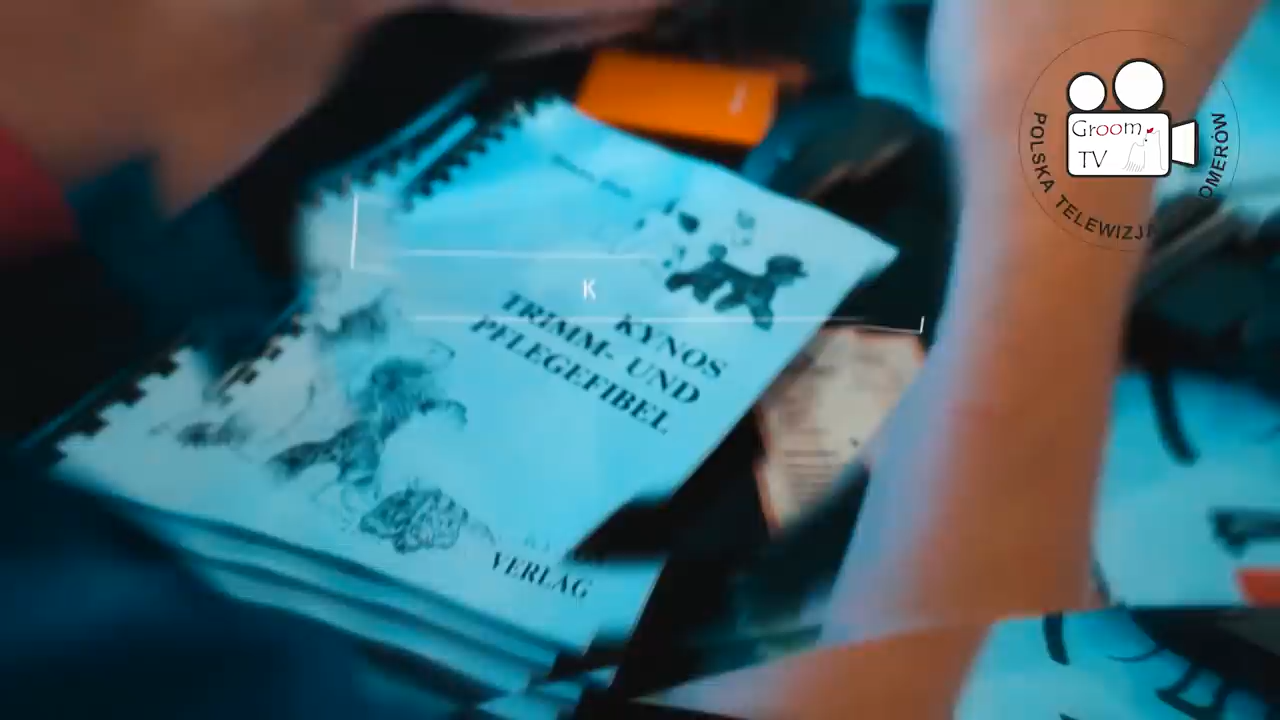 K
KYNOS
TRIMM- UND
PFLEGEFIBEL
VERLAG
Groom
TV
POLSKA TELEWIZJA
OMERÓW